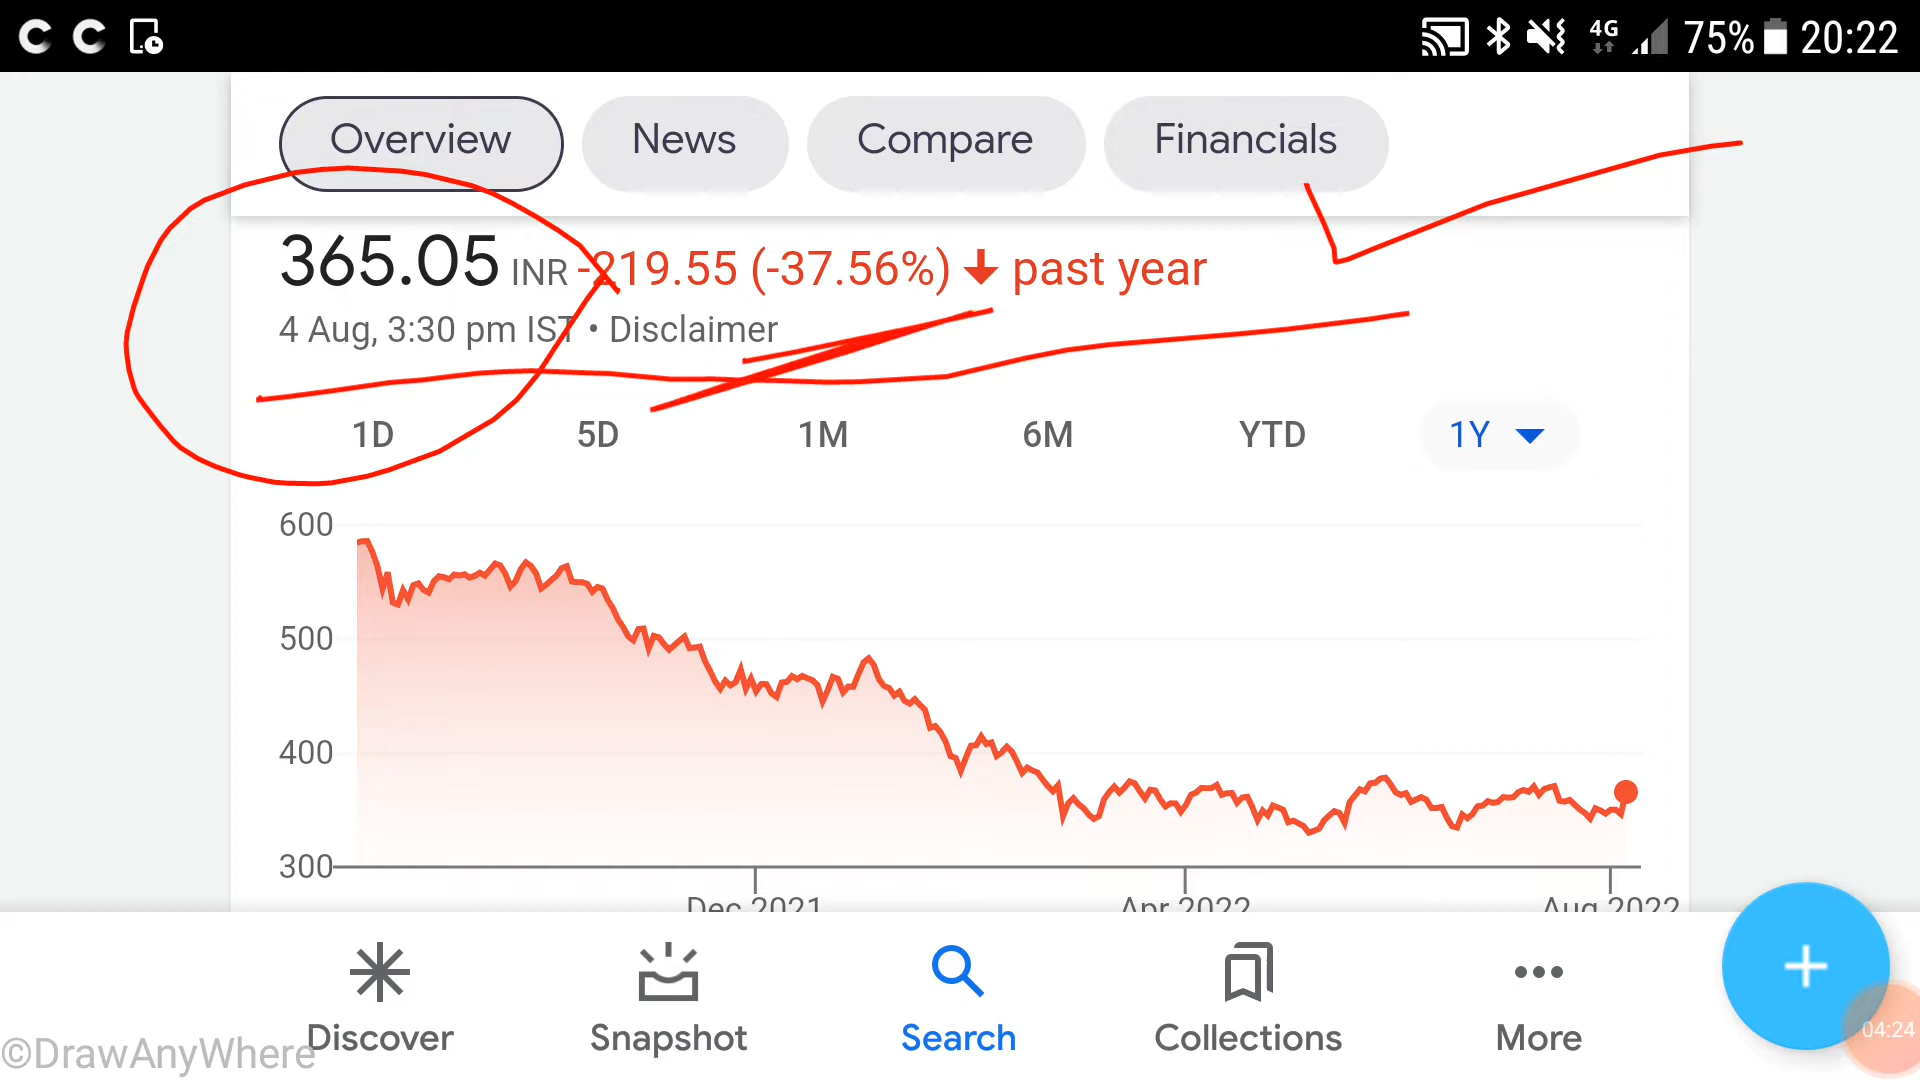 4G 75% 20:22
Overview News Compare Financials
365.05 INR -219.55 (-37.56%) ↓ past year
4 Aug, 3:30 pm IST • Disclaimer
1D 5D 1M 6M YTD 1Y
600
500
400
300
Dec 2021 Apr 2022 Aug 2022
Discover Snapshot Search Collections More
04:24
©DrawAnyWhere